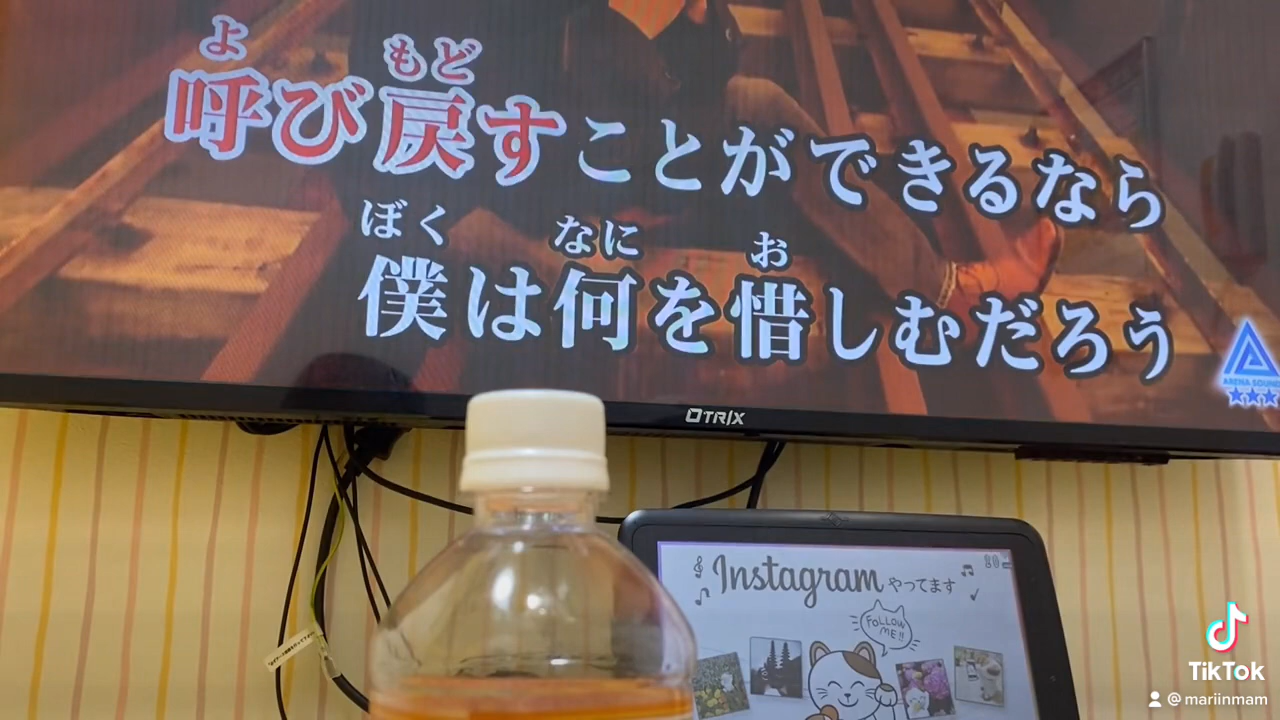 よ もど
呼び戻すことができるなら
ぼく なに お
僕は何を惜しむだろう
ARENA SOUND
OTRIX
Instagram やってます
FOLLOW
ME!!
TikTok
@mariinmam